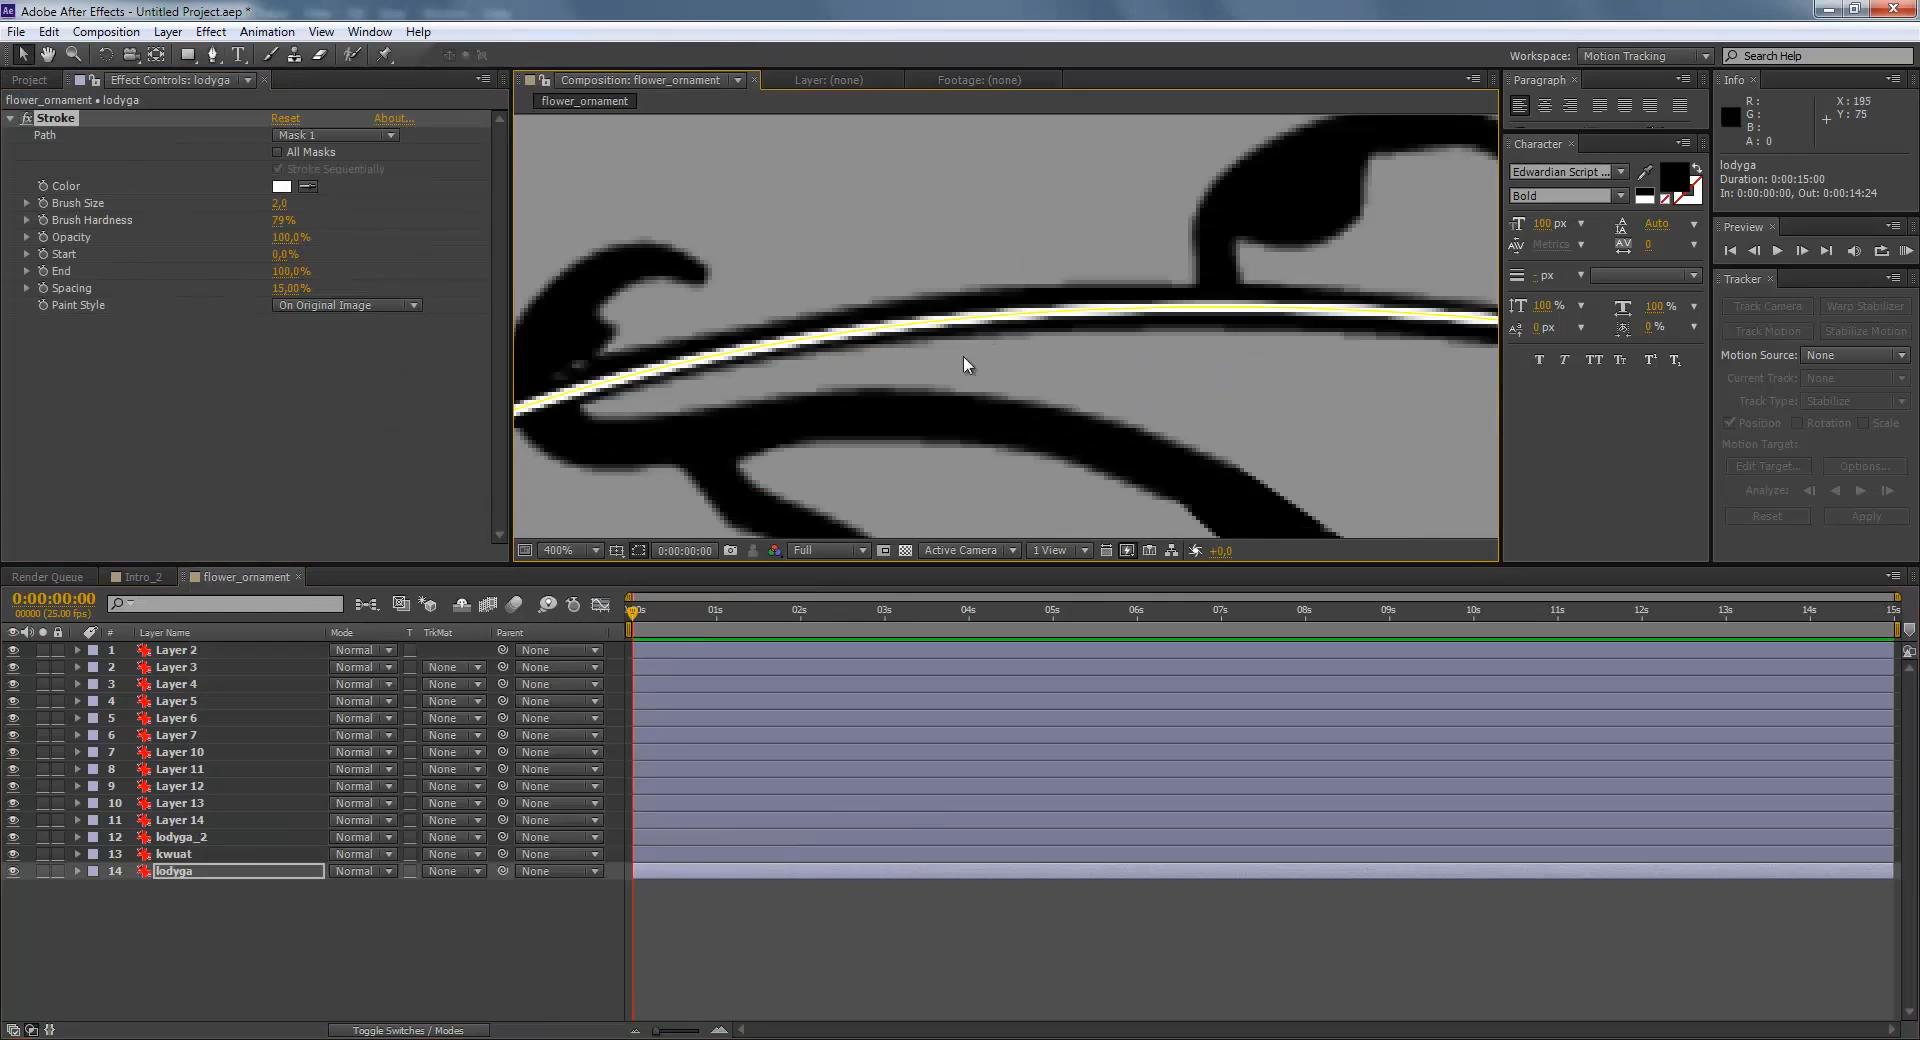 Adobe After Effects - Untitled Project.aep *
File Edit Composition Layer Effect Animation View Window Help
Workspace: Motion Tracking Search Help
Project Effect Controls: lodyga Composition: flower_ornament Layer: (none) Footage: (none) Paragraph Info
flower_ornament • lodyga
flower_ornament
fx Stroke Reset About...
Path Mask 1
All Masks
Stroke Sequentially
Color
Brush Size 2,0
Brush Hardness 79%
Opacity 100,0%
Start 0,0%
End 100,0%
Spacing 15,00%
Paint Style On Original Image
400% 0:00:00:00 Full Active Camera 1 View +0,0
Character
Edwardian Script ...
Bold
100 px Auto
Metrics 0
- px
100 % 100 %
0 px 0 %
T T TT Tt T¹ T₁
R: X: 195
G: Y: 75
B:
A: 0
lodyga
Duration: 0:00:15:00
In: 0:00:00:00, Out: 0:00:14:24
Preview
Tracker
Track Camera Warp Stabilizer
Track Motion Stabilize Motion
Motion Source: None
Current Track: None
Track Type: Stabilize
Position Rotation Scale
Motion Target:
Edit Target... Options...
Analyze:
Reset Apply
Render Queue Intro_2 flower_ornament
0:00:00:00
00000 (25.00 fps)
01s 02s 03s 04s 05s 06s 07s 08s 09s 10s 11s 12s 13s 14s 15s
# Layer Name Mode T TrkMat Parent
1 Layer 2 Normal None
2 Layer 3 Normal None None
3 Layer 4 Normal None None
4 Layer 5 Normal None None
5 Layer 6 Normal None None
6 Layer 7 Normal None None
7 Layer 10 Normal None None
8 Layer 11 Normal None None
9 Layer 12 Normal None None
10 Layer 13 Normal None None
11 Layer 14 Normal None None
12 lodyga_2 Normal None None
13 kwuat Normal None None
14 lodyga Normal None None
Toggle Switches / Modes